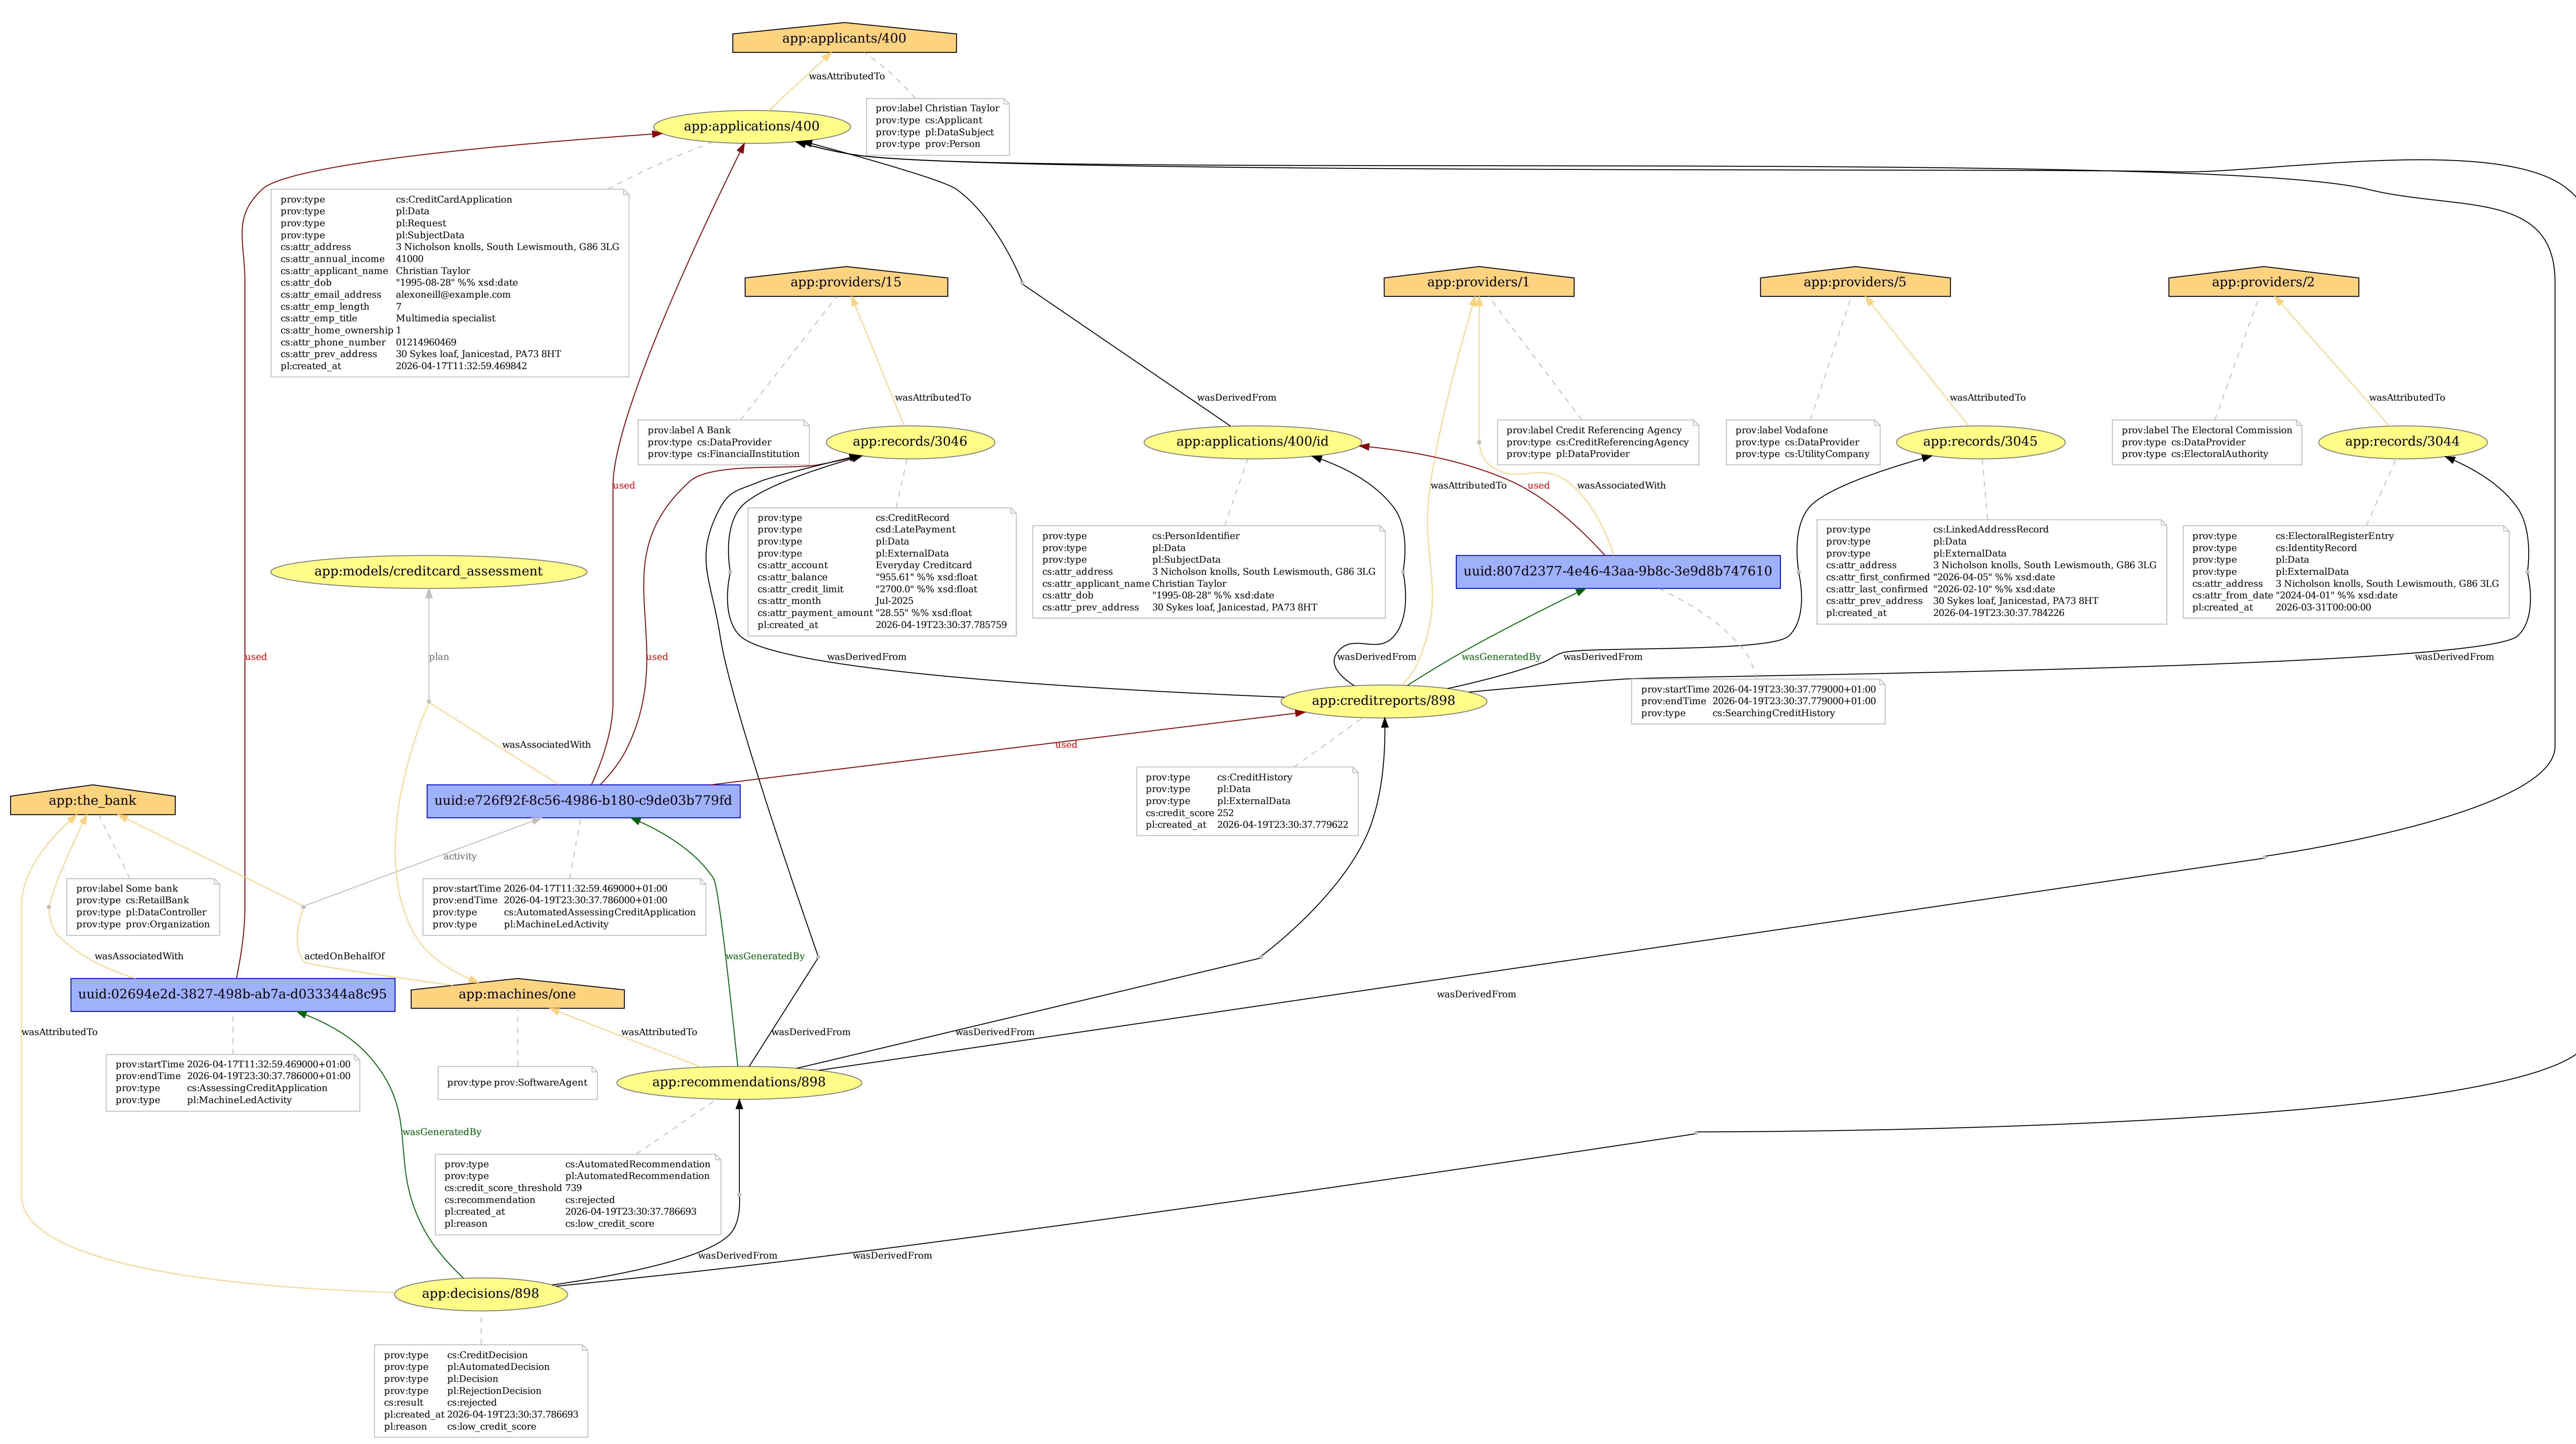 app:applicants/400
wasAttributedTo
prov:label Christian Taylor
prov:type cs:Applicant
prov:type pl:DataSubject
prov:type prov:Person
app:applications/400
prov:type cs:CreditCardApplication
prov:type pl:Data
prov:type pl:Request
prov:type pl:SubjectData
cs:attr_address 3 Nicholson knolls, South Lewismouth, G86 3LG
cs:attr_annual_income 41000
cs:attr_applicant_name Christian Taylor
cs:attr_dob "1995-08-28" %% xsd:date
cs:attr_email_address alexoneill@example.com
cs:attr_emp_length 7
cs:attr_emp_title Multimedia specialist
cs:attr_home_ownership 1
cs:attr_phone_number 01214960469
cs:attr_prev_address 30 Sykes loaf, Janicestad, PA73 8HT
pl:created_at 2026-04-17T11:32:59.469842
app:providers/15
app:providers/1
app:providers/5
app:providers/2
wasAttributedTo
wasDerivedFrom
wasAttributedTo
wasAttributedTo
prov:label A Bank
prov:type cs:DataProvider
prov:type cs:FinancialInstitution
app:records/3046
app:applications/400/id
prov:label Credit Referencing Agency
prov:type cs:CreditReferencingAgency
prov:type pl:DataProvider
prov:label Vodafone
prov:type cs:DataProvider
prov:type cs:UtilityCompany
app:records/3045
prov:label The Electoral Commission
prov:type cs:DataProvider
prov:type cs:ElectoralAuthority
app:records/3044
used
wasAttributedTo
used
wasAssociatedWith
prov:type cs:CreditRecord
prov:type csd:LatePayment
prov:type pl:Data
prov:type pl:ExternalData
cs:attr_account Everyday Creditcard
cs:attr_balance "955.61" %% xsd:float
cs:attr_credit_limit "2700.0" %% xsd:float
cs:attr_month Jul-2025
cs:attr_payment_amount "28.55" %% xsd:float
pl:created_at 2026-04-19T23:30:37.785759
prov:type cs:PersonIdentifier
prov:type pl:Data
prov:type pl:SubjectData
cs:attr_address 3 Nicholson knolls, South Lewismouth, G86 3LG
cs:attr_applicant_name Christian Taylor
cs:attr_dob "1995-08-28" %% xsd:date
cs:attr_prev_address 30 Sykes loaf, Janicestad, PA73 8HT
prov:type cs:LinkedAddressRecord
prov:type pl:Data
prov:type pl:ExternalData
cs:attr_address 3 Nicholson knolls, South Lewismouth, G86 3LG
cs:attr_first_confirmed "2026-04-05" %% xsd:date
cs:attr_last_confirmed "2026-02-10" %% xsd:date
cs:attr_prev_address 30 Sykes loaf, Janicestad, PA73 8HT
pl:created_at 2026-04-19T23:30:37.784226
prov:type cs:ElectoralRegisterEntry
prov:type cs:IdentityRecord
prov:type pl:Data
prov:type pl:ExternalData
cs:attr_address 3 Nicholson knolls, South Lewismouth, G86 3LG
cs:attr_from_date "2024-04-01" %% xsd:date
pl:created_at 2026-03-31T00:00:00
app:models/creditcard_assessment
uuid:807d2377-4e46-43aa-9b8c-3e9d8b747610
used
plan
used
wasDerivedFrom
wasDerivedFrom
wasGeneratedBy
wasDerivedFrom
wasDerivedFrom
app:creditreports/898
prov:startTime 2026-04-19T23:30:37.779000+01:00
prov:endTime 2026-04-19T23:30:37.779000+01:00
prov:type cs:SearchingCreditHistory
wasAssociatedWith
used
prov:type cs:CreditHistory
prov:type pl:Data
prov:type pl:ExternalData
cs:credit_score 252
pl:created_at 2026-04-19T23:30:37.779622
app:the_bank
uuid:e726f92f-8c56-4986-b180-c9de03b779fd
activity
prov:label Some bank
prov:type cs:RetailBank
prov:type pl:DataController
prov:type prov:Organization
prov:startTime 2026-04-17T11:32:59.469000+01:00
prov:endTime 2026-04-19T23:30:37.786000+01:00
prov:type cs:AutomatedAssessingCreditApplication
prov:type pl:MachineLedActivity
wasAssociatedWith
actedOnBehalfOf
wasGeneratedBy
uuid:02694e2d-3827-498b-ab7a-d033344a8c95
app:machines/one
wasDerivedFrom
wasAttributedTo
wasAttributedTo
wasDerivedFrom
wasDerivedFrom
prov:startTime 2026-04-17T11:32:59.469000+01:00
prov:endTime 2026-04-19T23:30:37.786000+01:00
prov:type cs:AssessingCreditApplication
prov:type pl:MachineLedActivity
prov:type prov:SoftwareAgent
app:recommendations/898
wasGeneratedBy
prov:type cs:AutomatedRecommendation
prov:type pl:AutomatedRecommendation
cs:credit_score_threshold 739
cs:recommendation cs:rejected
pl:created_at 2026-04-19T23:30:37.786693
pl:reason cs:low_credit_score
wasDerivedFrom
wasDerivedFrom
app:decisions/898
prov:type cs:CreditDecision
prov:type pl:AutomatedDecision
prov:type pl:Decision
prov:type pl:RejectionDecision
cs:result cs:rejected
pl:created_at 2026-04-19T23:30:37.786693
pl:reason cs:low_credit_score